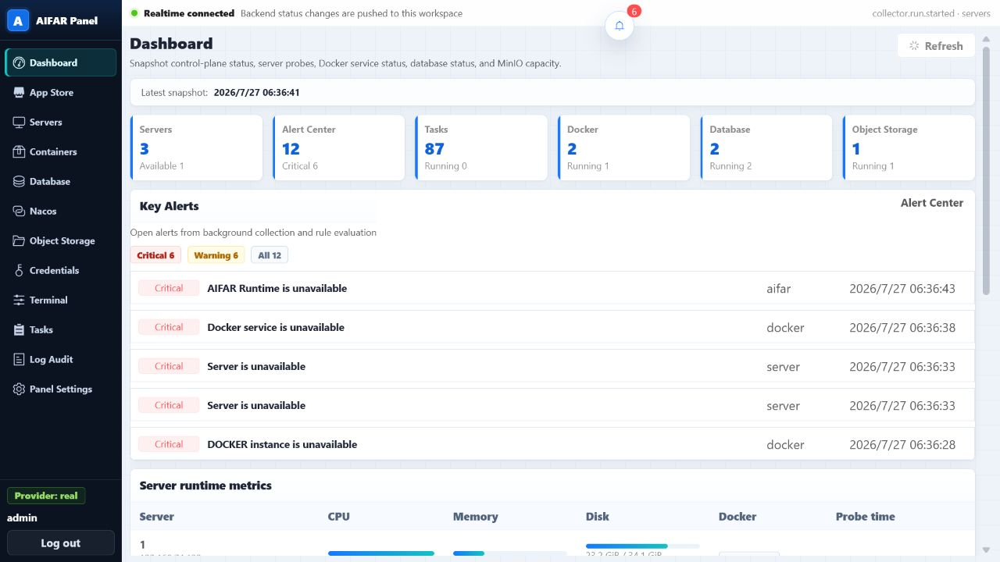 A AIFAR Panel
Realtime connected Backend status changes are pushed to this workspace
6
collector.run.started · servers
Dashboard
App Store
Servers
Containers
Database
Nacos
Object Storage
Credentials
Terminal
Tasks
Log Audit
Panel Settings
Provider: real
admin
Log out
Dashboard
Refresh
Snapshot control-plane status, server probes, Docker service status, database status, and MinIO capacity.
Latest snapshot: 2026/7/27 06:36:41
Servers
3
Available 1
Alert Center
12
Critical 6
Tasks
87
Running 0
Docker
2
Running 1
Database
2
Running 2
Object Storage
1
Running 1
Key Alerts
Alert Center
Open alerts from background collection and rule evaluation
Critical 6 Warning 6 All 12
Critical AIFAR Runtime is unavailable aifar 2026/7/27 06:36:43
Critical Docker service is unavailable docker 2026/7/27 06:36:38
Critical Server is unavailable server 2026/7/27 06:36:33
Critical Server is unavailable server 2026/7/27 06:36:33
Critical DOCKER instance is unavailable docker 2026/7/27 06:36:28
Server runtime metrics
Server CPU Memory Disk Docker Probe time
1
23.2 GiB / 34.1 GiB